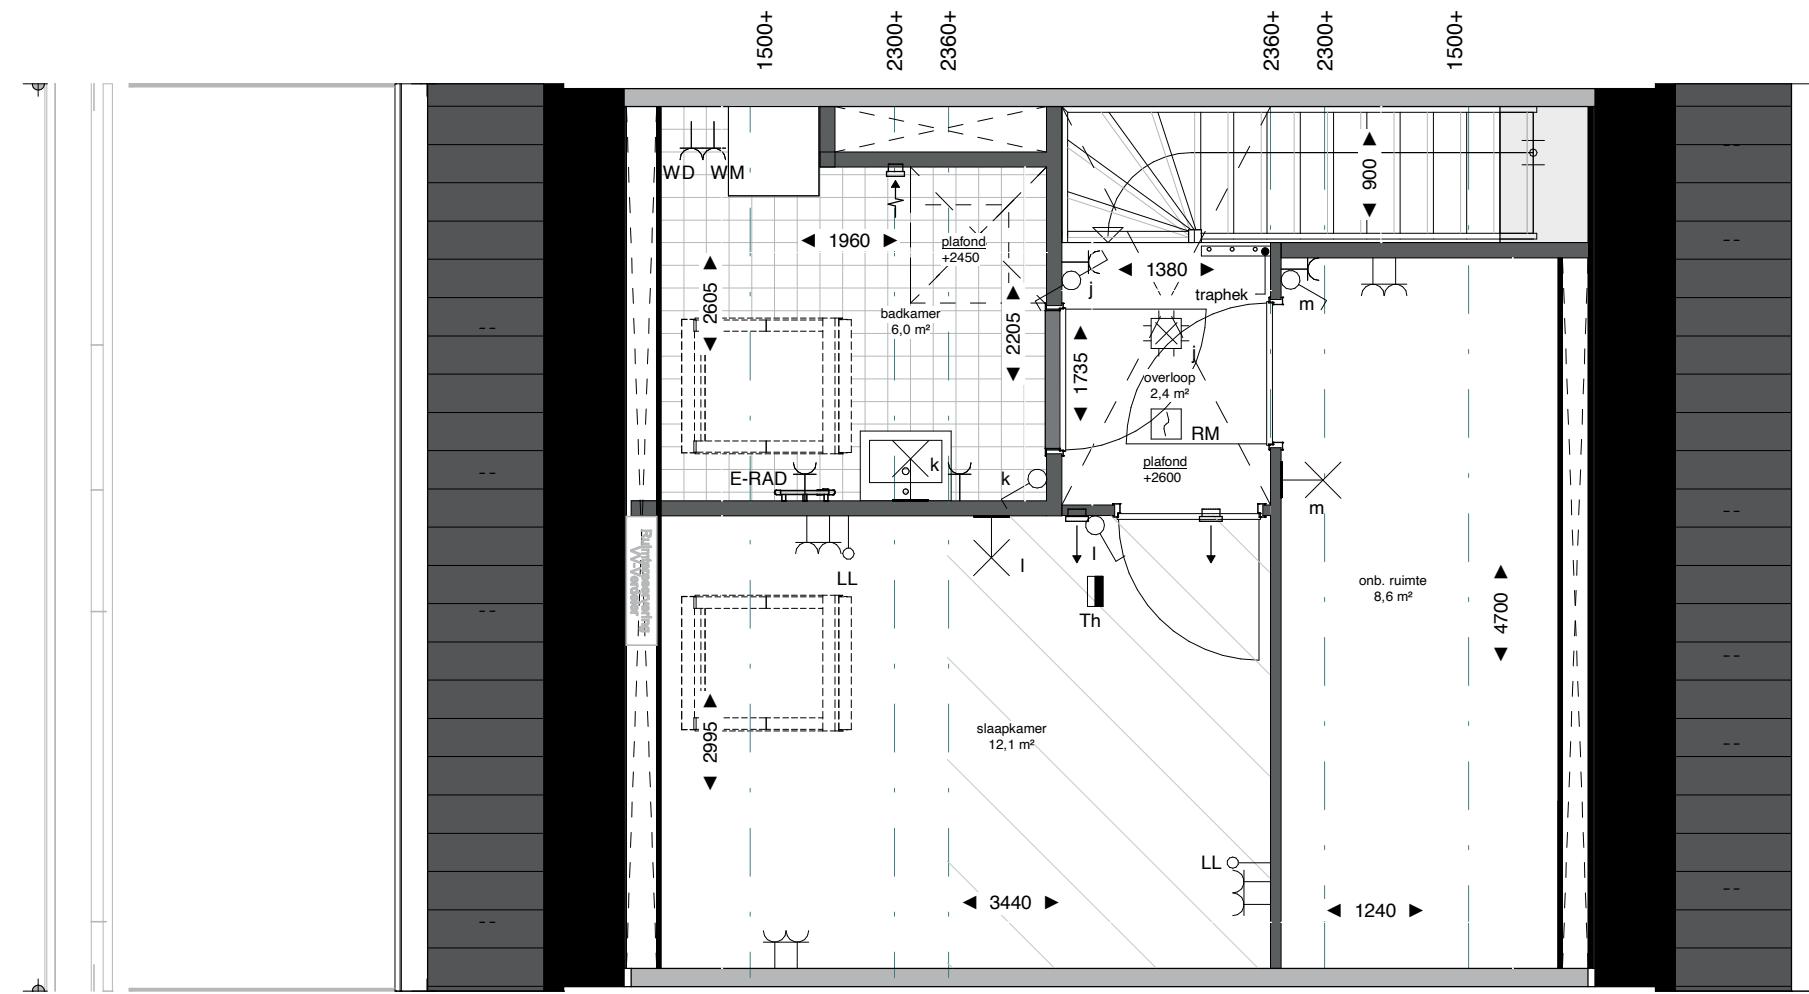 1500+
22300+
2360+
2360+
22300+
1500+
WD WM
900
1960
plafond
+2450
1380
j
traphek
m
2605
badkamer
6,0 m²
2205
1735
j
overloop
2,4 m²
RM
plafond
+2600
E-RAD
k
k
m
LL
l
l
Th
onb. ruimte
8,6 m²
4700
2995
slaapkamer
12,1 m²
LL
3440
1240